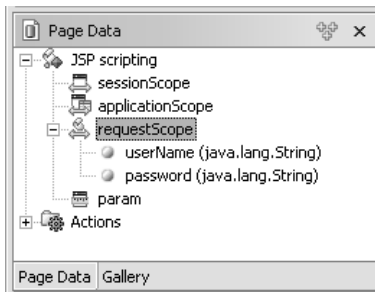 Page Data
JSP scripting
sessionScope
applicationScope
requestScope
userName (java.lang.String)
password (java.lang.String)
param
Actions
Page Data Gallery